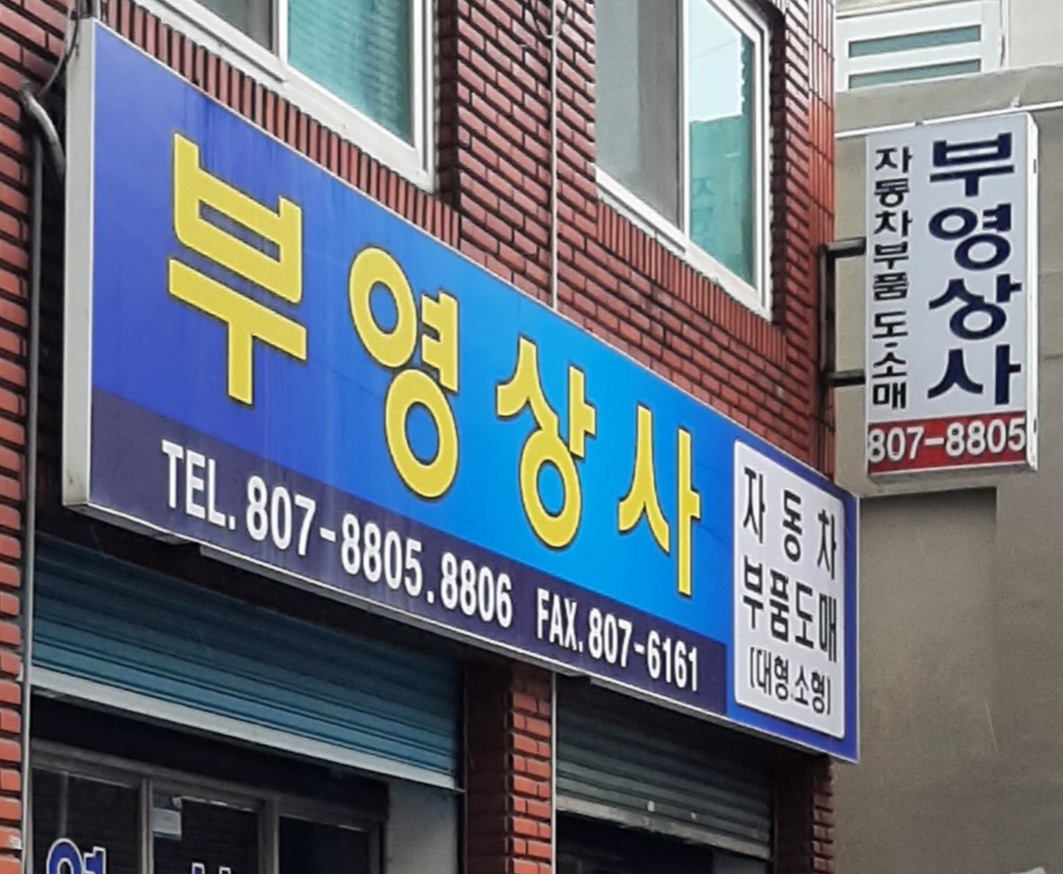 부영상사
TEL. 807-8805.8806 FAX. 807-6161
자동차
부품도매
(대형.소형)
부영상사
자동차부품 도·소매
807-8805